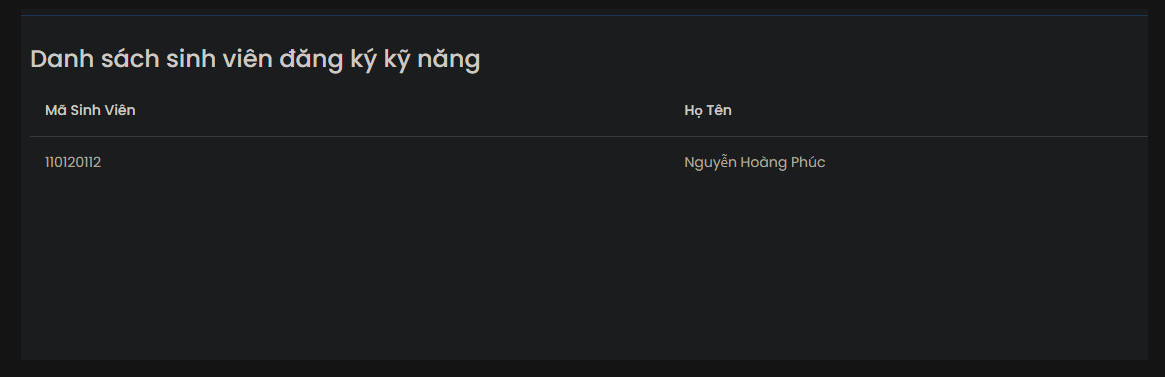 Danh sách sinh viên đăng ký kỹ năng
Mã Sinh Viên Họ Tên
110120112 Nguyễn Hoàng Phúc